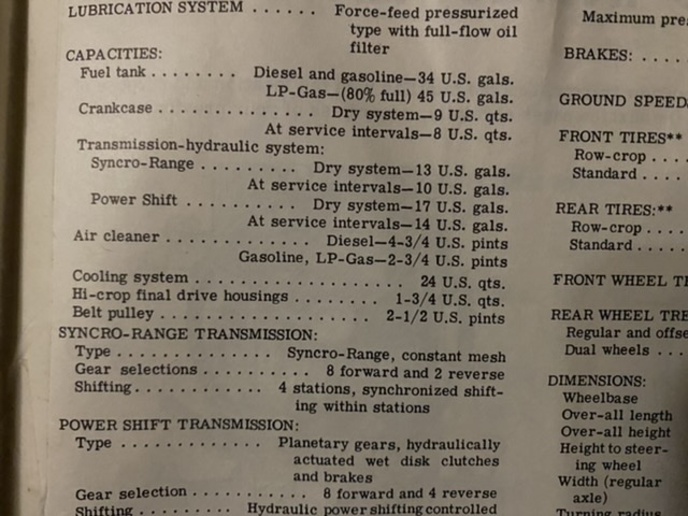 LUBRICATION SYSTEM . . . . . . Force-feed pressurized
type with full-flow oil
filter
CAPACITIES:
Fuel tank . . . . . . . . Diesel and gasoline—34 U.S. gals.
LP-Gas—(80% full) 45 U.S. gals.
Crankcase . . . . . . . . . . . . . . Dry system—9 U.S. qts.
At service intervals—8 U.S. qts.
Transmission-hydraulic system:
Syncro-Range . . . . . . . . . Dry system—13 U.S. gals.
At service intervals—10 U.S. gals.
Power Shift . . . . . . . . . . Dry system—17 U.S. gals.
At service intervals—14 U.S. gals.
Air cleaner . . . . . . . . . . . . . Diesel—4-3/4 U.S. pints
Gasoline, LP-Gas—2-3/4 U.S. pints
Cooling system . . . . . . . . . . . . . . . . . . . 24 U.S. qts.
Hi-crop final drive housings . . . . . . . . 1-3/4 U.S. qts.
Belt pulley . . . . . . . . . . . . . . . . . . . 2-1/2 U.S. pints
SYNCRO-RANGE TRANSMISSION:
Type . . . . . . . . . . . . Syncro-Range, constant mesh
Gear selections . . . . . . . . . . 8 forward and 2 reverse
Shifting. . . . . . . . . . . . 4 stations, synchronized shift-
ing within stations
POWER SHIFT TRANSMISSION:
Type . . . . . . . . . . . . . Planetary gears, hydraulically
actuated wet disk clutches
and brakes
Gear selection . . . . . . . . . . 8 forward and 4 reverse
Shifting . . . . . . . . . Hydraulic power shifting controlled
Maximum pre
BRAKES: . . . .
GROUND SPEED
FRONT TIRES**
Row-crop . . . .
Standard . . . .
REAR TIRES:**
Row-crop . . . .
Standard . . . .
FRONT WHEEL T
REAR WHEEL TRE
Regular and offse
Dual wheels . . .
DIMENSIONS:
Wheelbase
Over-all length
Over-all height
Height to steer-
ing wheel
Width (regular
axle)
Turning radius